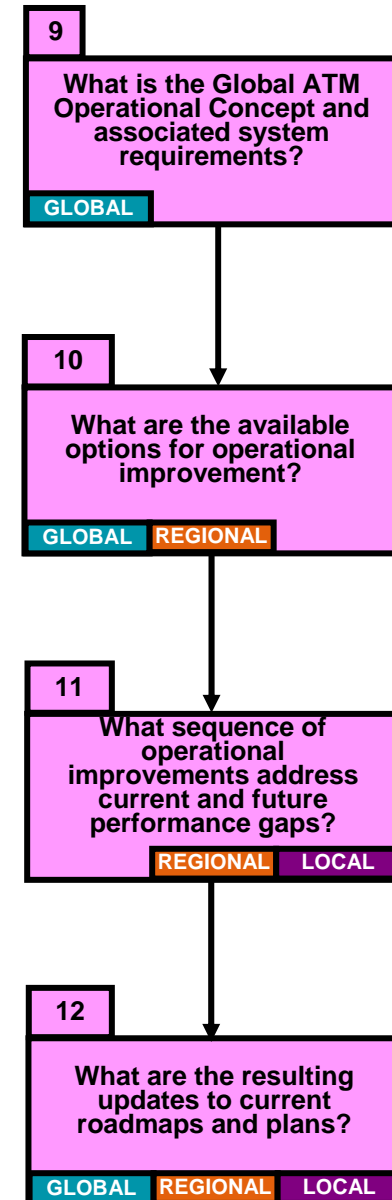 9
What is the Global ATM
Operational Concept and
associated system
requirements?
GLOBAL
10
What are the available
options for operational
improvement?
GLOBAL REGIONAL
11
What sequence of
operational
improvements address
current and future
performance gaps?
REGIONAL LOCAL
12
What are the resulting
updates to current
roadmaps and plans?
GLOBAL REGIONAL LOCAL